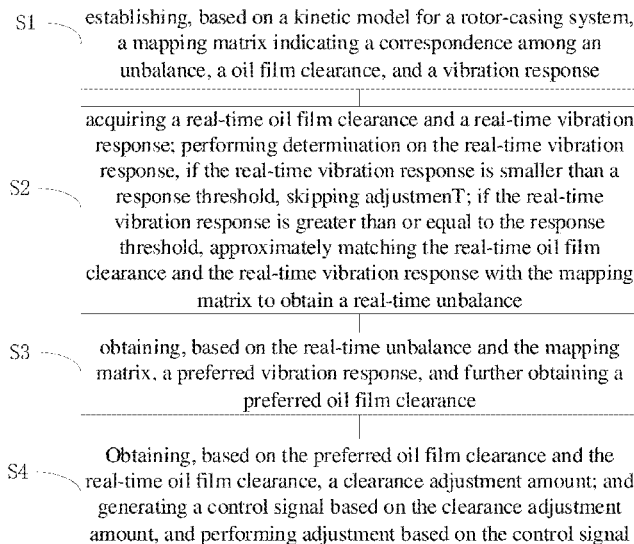 S1
establishing, based on a kinetic model for a rotor-casing system,
a mapping matrix indicating a correspondence among an
unbalance, a oil film clearance, and a vibration response
S2
acquiring a real-time oil film clearance and a real-time vibration
response; performing determination on the real-time vibration
response, if the real-time vibration response is smaller than a
response threshold, skipping adjustmenT; if the real-time
vibration response is greater than or equal to the response
threshold, approximately matching the real-time oil film
clearance and the real-time vibration response with the mapping
matrix to obtain a real-time unbalance
S3
obtaining, based on the real-time unbalance and the mapping
matrix, a preferred vibration response, and further obtaining a
preferred oil film clearance
S4
Obtaining, based on the preferred oil film clearance and the
real-time oil film clearance, a clearance adjustment amount; and
generating a control signal based on the clearance adjustment
amount, and performing adjustment based on the control signal